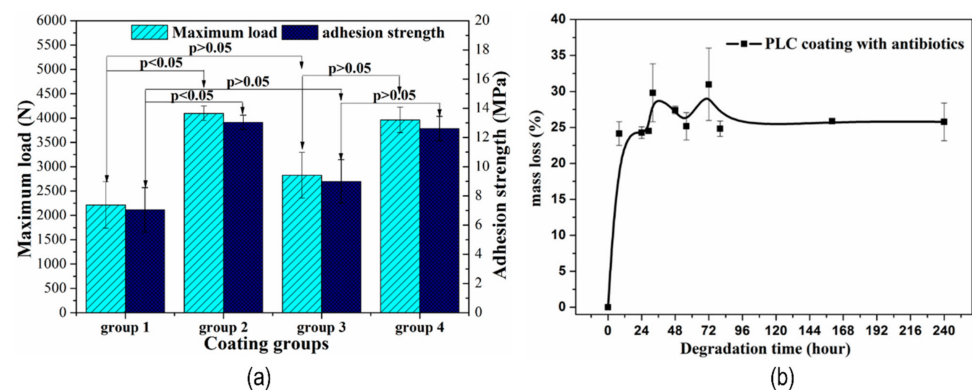 6000
5500
5000
4500
4000
3500
3000
2500
2000
1500
1000
500
0
Maximum load (N)
Maximum load
adhesion strength
p>0.05
p<0.05
p>0.05
p<0.05
p>0.05
p>0.05
20
18
16
14
12
10
8
6
4
2
0
Adhesion strength (MPa)
group 1 group 2 group 3 group 4
Coating groups
(a)
40
35
30
25
20
15
10
5
0
mass loss (%)
PLC coating with antibiotics
0 24 48 72 96 120 144 168 192 216 240
Degradation time (hour)
(b)